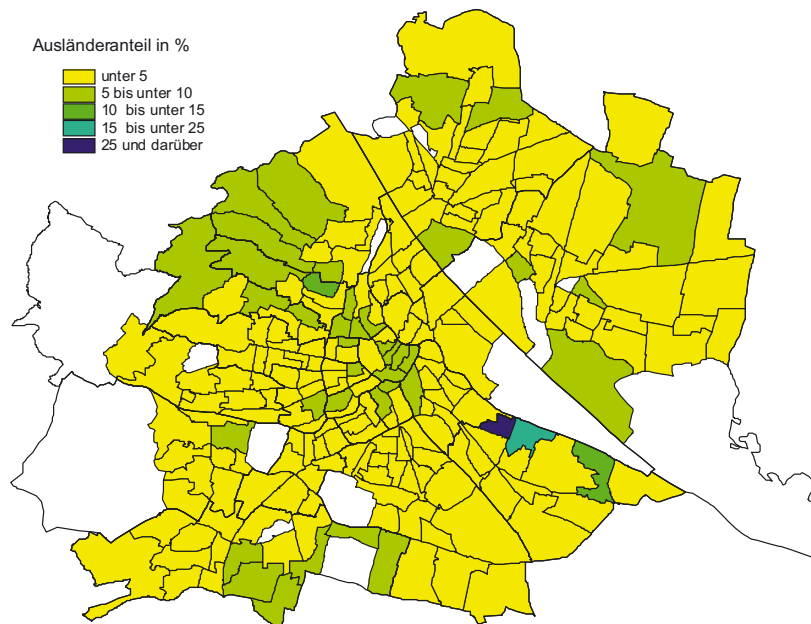 Ausländeranteil in %
unter 5
5 bis unter 10
10 bis unter 15
15 bis unter 25
25 und darüber